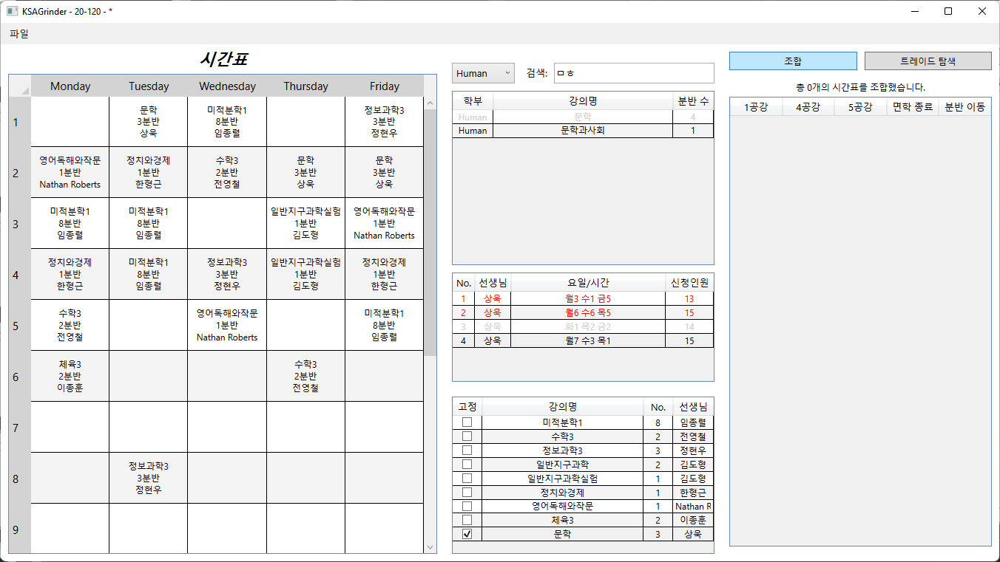 KSAGrinder - 20-120 - *
파일
시간표
Monday Tuesday Wednesday Thursday Friday
1
문학
3분반
상욱
미적분학1
8분반
임종렬
정보과학3
3분반
정현우
2
영어독해와작문
1분반
Nathan Roberts
정치와경제
1분반
한형근
수학3
2분반
전영철
문학
3분반
상욱
문학
3분반
상욱
3
미적분학1
8분반
임종렬
미적분학1
8분반
임종렬
일반지구과학실험
1분반
김도형
영어독해와작문
1분반
Nathan Roberts
4
정치와경제
1분반
한형근
미적분학1
8분반
임종렬
정보과학3
3분반
정현우
일반지구과학실험
1분반
김도형
정치와경제
1분반
한형근
5
수학3
2분반
전영철
영어독해와작문
1분반
Nathan Roberts
미적분학1
8분반
임종렬
6
체육3
2분반
이종훈
수학3
2분반
전영철
7
8
정보과학3
3분반
정현우
9
Human 검색: ㅁㅎ
학부 강의명 분반 수
Human 문학 4
Human 문학과사회 1
No. 선생님 요일/시간 신청인원
1 상욱 월3 수1 금5 13
2 상욱 월6 수6 목5 15
3 상욱 화1 목2 금2 14
4 상욱 월7 수3 목1 15
고정 강의명 No. 선생님
미적분학1 8 임종렬
수학3 2 전영철
정보과학3 3 정현우
일반지구과학 2 김도형
일반지구과학실험 1 김도형
정치와경제 1 한형근
영어독해와작문 1 Nathan R
체육3 2 이종훈
문학 3 상욱
조합 트레이드 탐색
총 0개의 시간표를 조합했습니다.
1공강 4공강 5공강 면학 종료 분반 이동